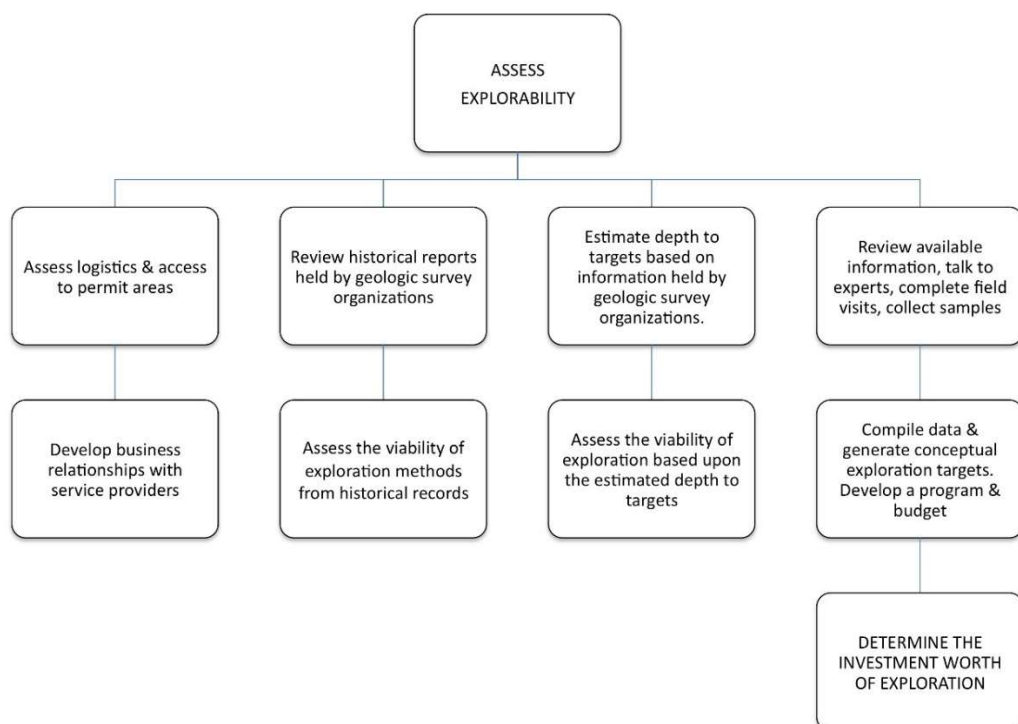 ASSESS
EXPLORABILITY
Assess logistics & access
to permit areas
Review historical reports
held by geologic survey
organizations
Estimate depth to
targets based on
information held by
geologic survey
organizations.
Review available
information, talk to
experts, complete field
visits, collect samples
Develop business
relationships with
service providers
Assess the viability of
exploration methods
from historical records
Assess the viability of
exploration based upon
the estimated depth to
targets
Compile data &
generate conceptual
exploration targets.
Develop a program &
budget
DETERMINE THE
INVESTMENT WORTH
OF EXPLORATION